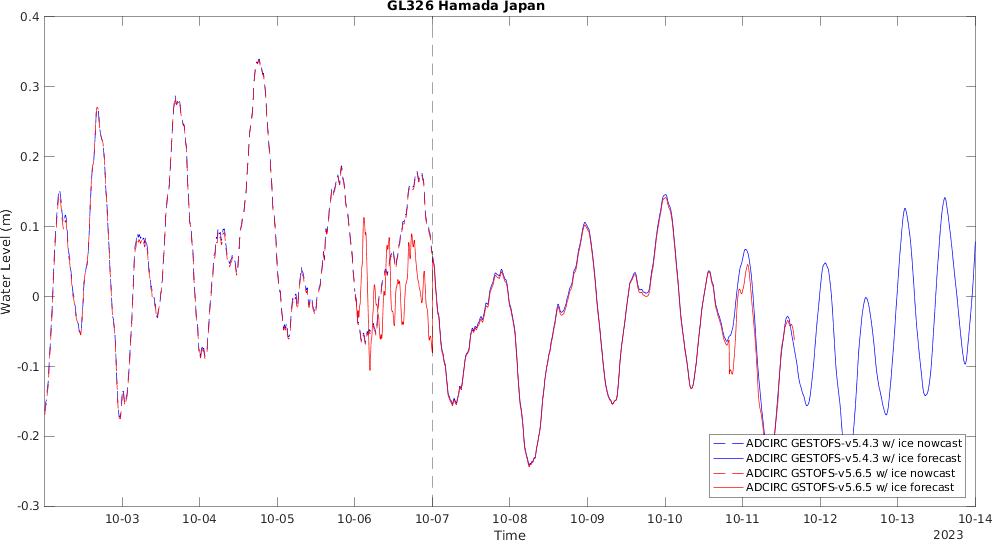 GL326 Hamada Japan
0.4
0.3
0.2
0.1
0
-0.1
-0.2
-0.3
Water Level (m)
10-03 10-04 10-05 10-06 10-07 10-08 10-09 10-10 10-11 10-12 10-13 10-14
Time
2023
ADCIRC GESTOFS-v5.4.3 w/ ice nowcast
ADCIRC GESTOFS-v5.4.3 w/ ice forecast
ADCIRC GSTOFS-v5.6.5 w/ ice nowcast
ADCIRC GSTOFS-v5.6.5 w/ ice forecast